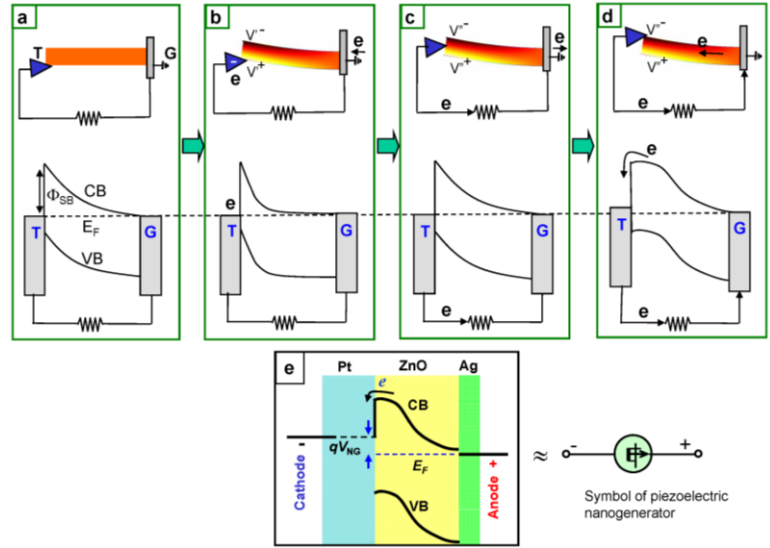 a
T
G
Φ_SB
CB
E_F
VB
T
G
b
V'⁻
V'⁺
e
-
e
e
T
G
c
V''⁻
V''⁺
e
e
T
G
e
d
V''⁻
V''⁺
e
e
e
T
G
e
e
Pt ZnO Ag
e
CB
qV_NG
E_F
VB
Cathode -
Anode +
≈
- +
Symbol of piezoelectric
nanogenerator